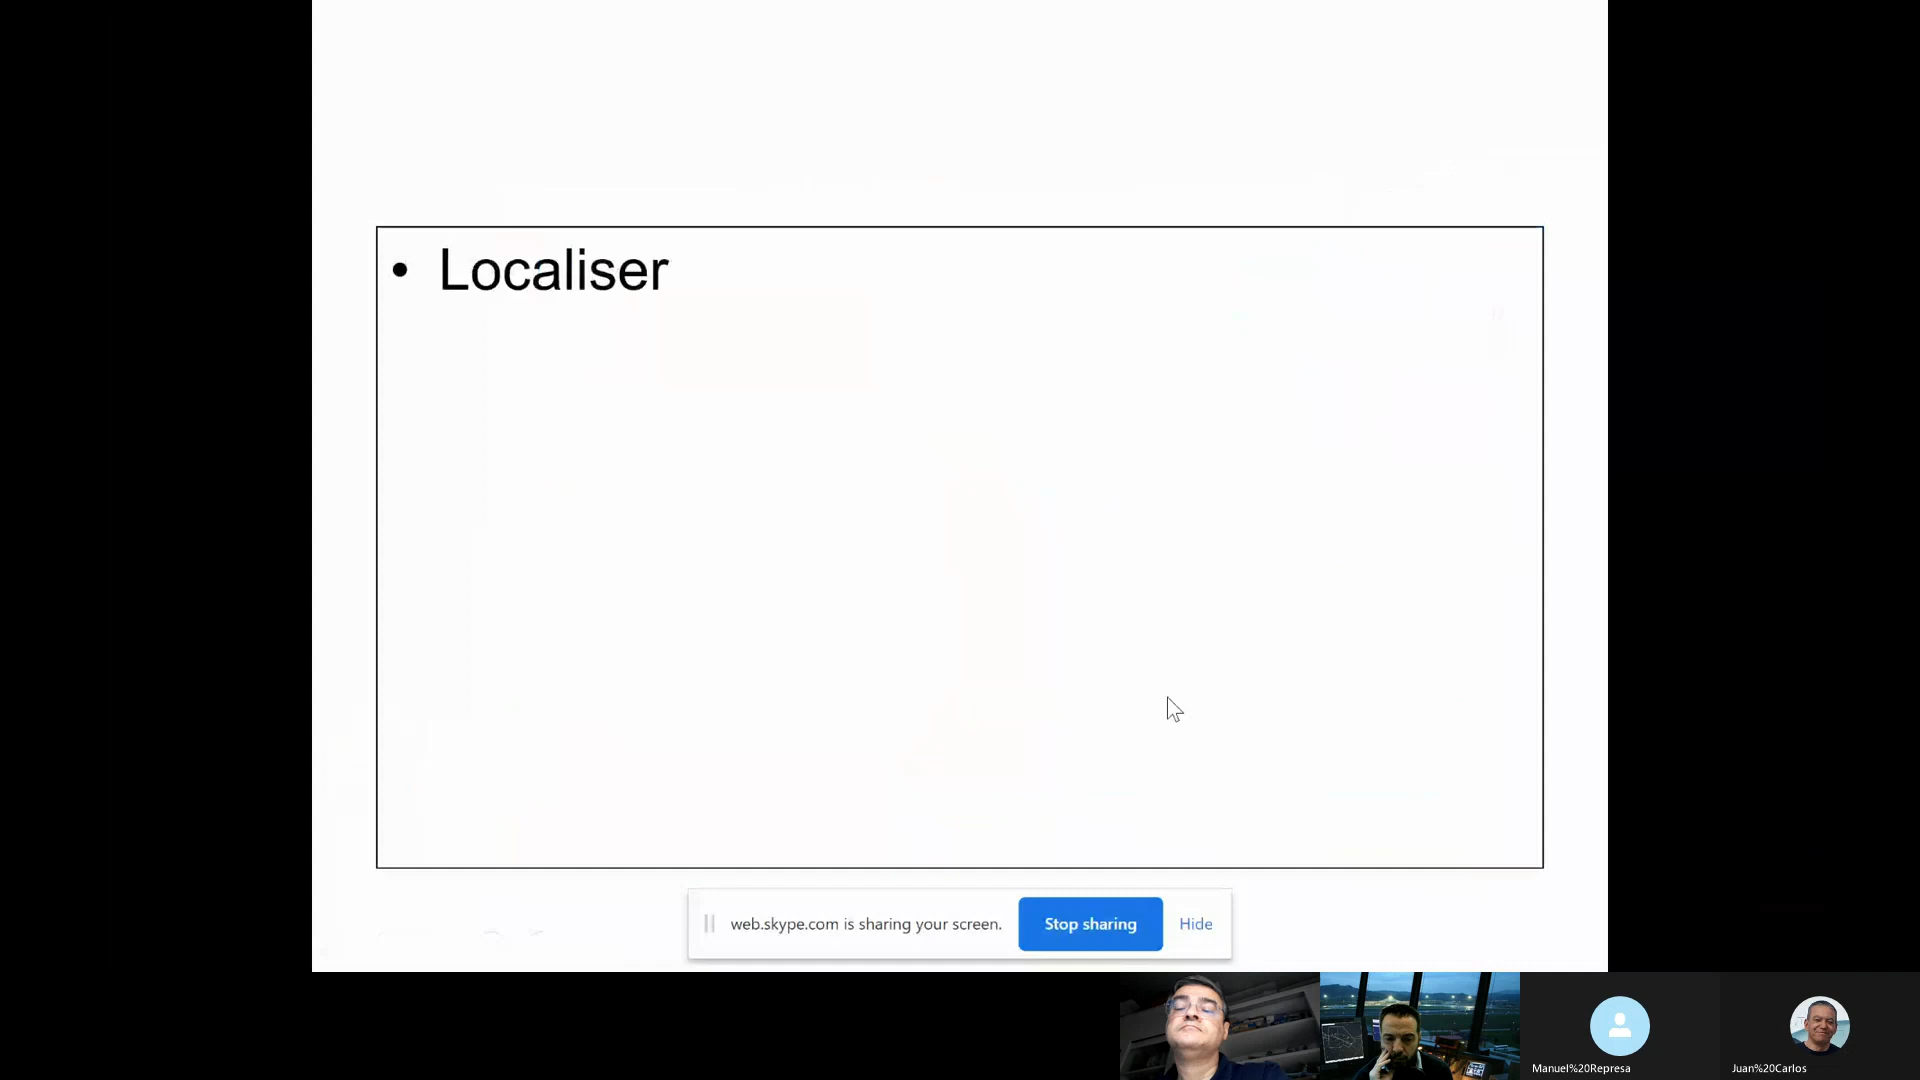 • Localiser
web.skype.com is sharing your screen.
Stop sharing
Hide
Manuel%20Represa
Juan%20Carlos